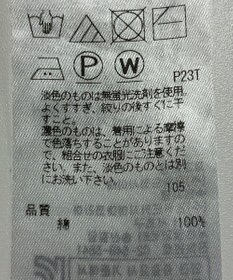 P
W
P23T
淡色のものは無蛍光洗剤を使用、
よくすすぎ、絞りの後すぐに干
すこと。
濃色のものは、着用による摩擦
で色落ちすることがありますの
で、組合せの衣服にご注意くださ
い。また、淡色のものとは別
にお洗い下さい。
105
品質
綿 100%